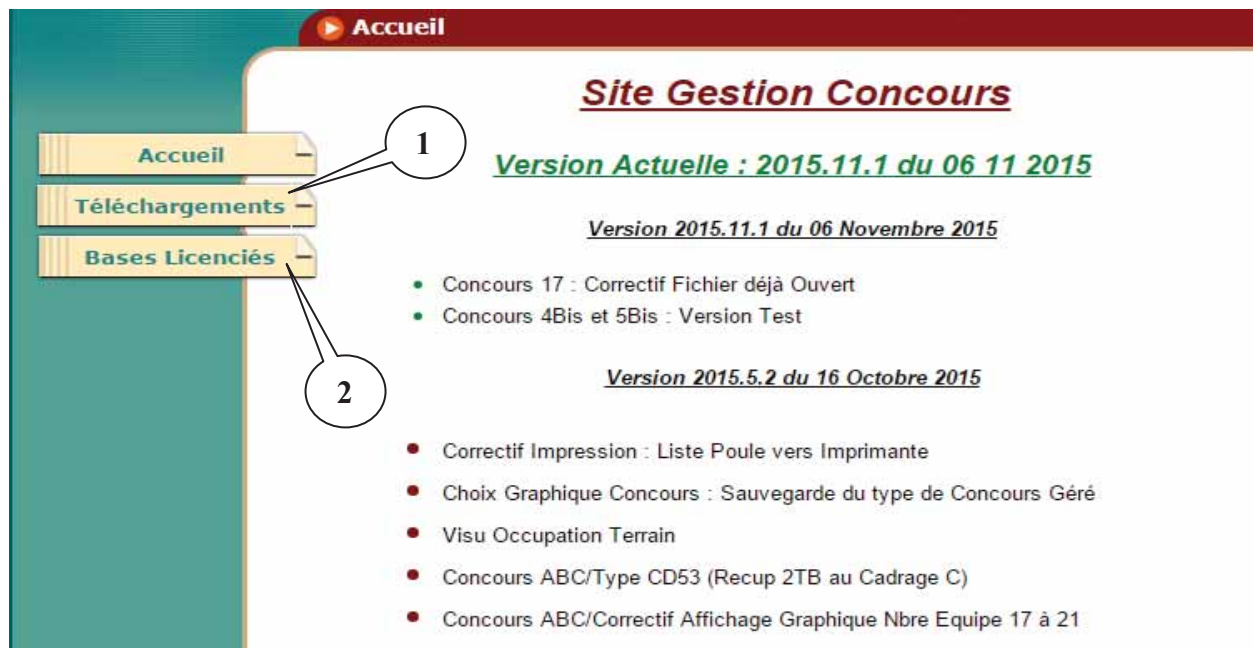 Accueil
Site Gestion Concours
Accueil
1
Version Actuelle : 2015.11.1 du 06 11 2015
Téléchargements
Version 2015.11.1 du 06 Novembre 2015
Bases Licenciés
Concours 17 : Correctif Fichier déjà Ouvert
Concours 4Bis et 5Bis : Version Test
2
Version 2015.5.2 du 16 Octobre 2015
Correctif Impression : Liste Poule vers Imprimante
Choix Graphique Concours : Sauvegarde du type de Concours Géré
Visu Occupation Terrain
Concours ABC/Type CD53 (Recup 2TB au Cadrage C)
Concours ABC/Correctif Affichage Graphique Nbre Equipe 17 à 21